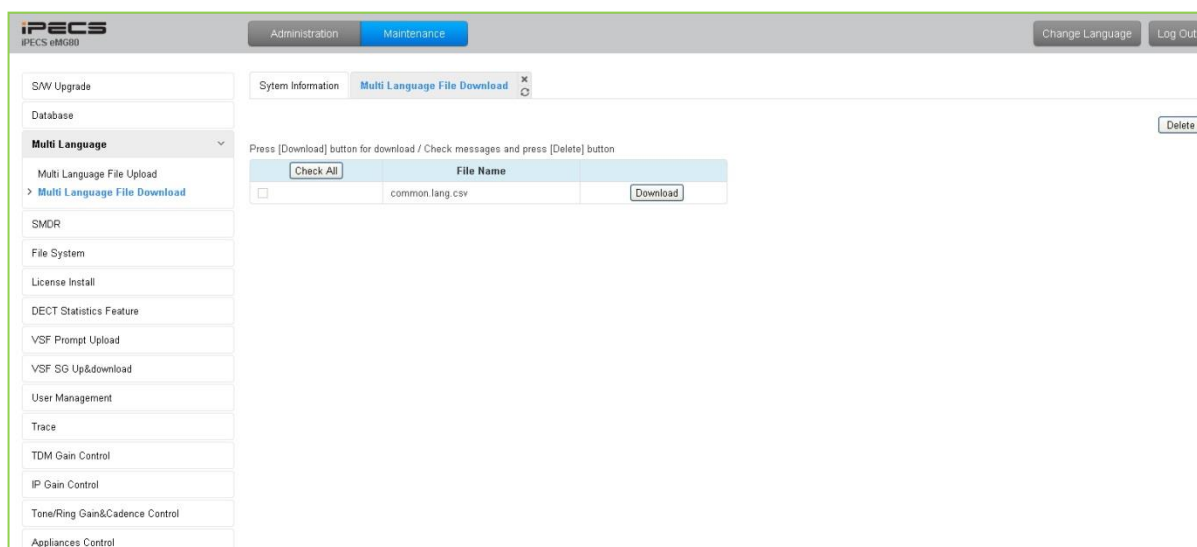 iPECS
iPECS eMG80
Administration
Maintenance
Change Language
Log Out
S/W Upgrade
Database
Multi Language
Multi Language File Upload
> Multi Language File Download
SMDR
File System
License Install
DECT Statistics Feature
VSF Prompt Upload
VSF SG Up&download
User Management
Trace
TDM Gain Control
IP Gain Control
Tone/Ring Gain&Cadence Control
Appliances Control
Sytem Information
Multi Language File Download
Delete
Press [Download] button for download / Check messages and press [Delete] button
Check All File Name
common.lang.csv Download